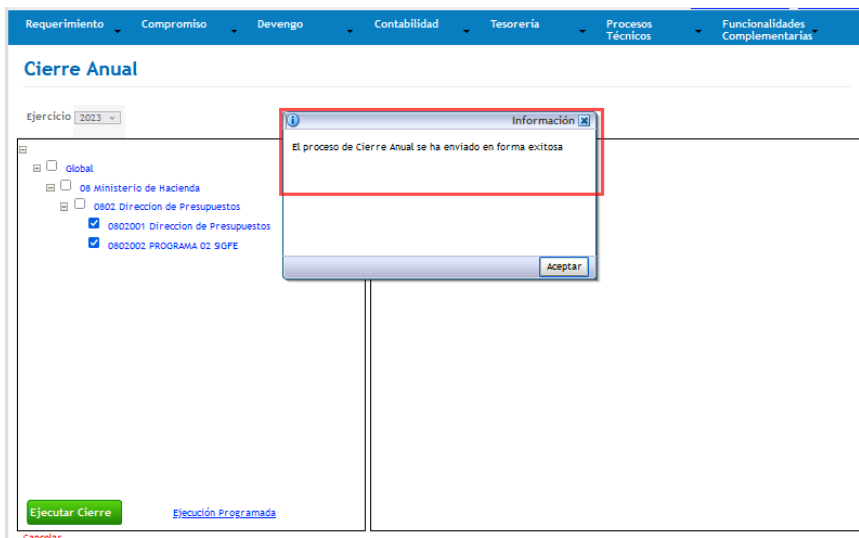 Requerimiento Compromiso Devengo Contabilidad Tesorería Procesos Técnicos Funcionalidades Complementarias
Cierre Anual
Ejercicio 2023
Información
El proceso de Cierre Anual se ha enviado en forma exitosa
Aceptar
Global
08 Ministerio de Hacienda
0802 Direccion de Presupuestos
0802001 Direccion de Presupuestos
0802002 PROGRAMA 02 SIGFE
Ejecutar Cierre Ejecución Programada
Cancelar